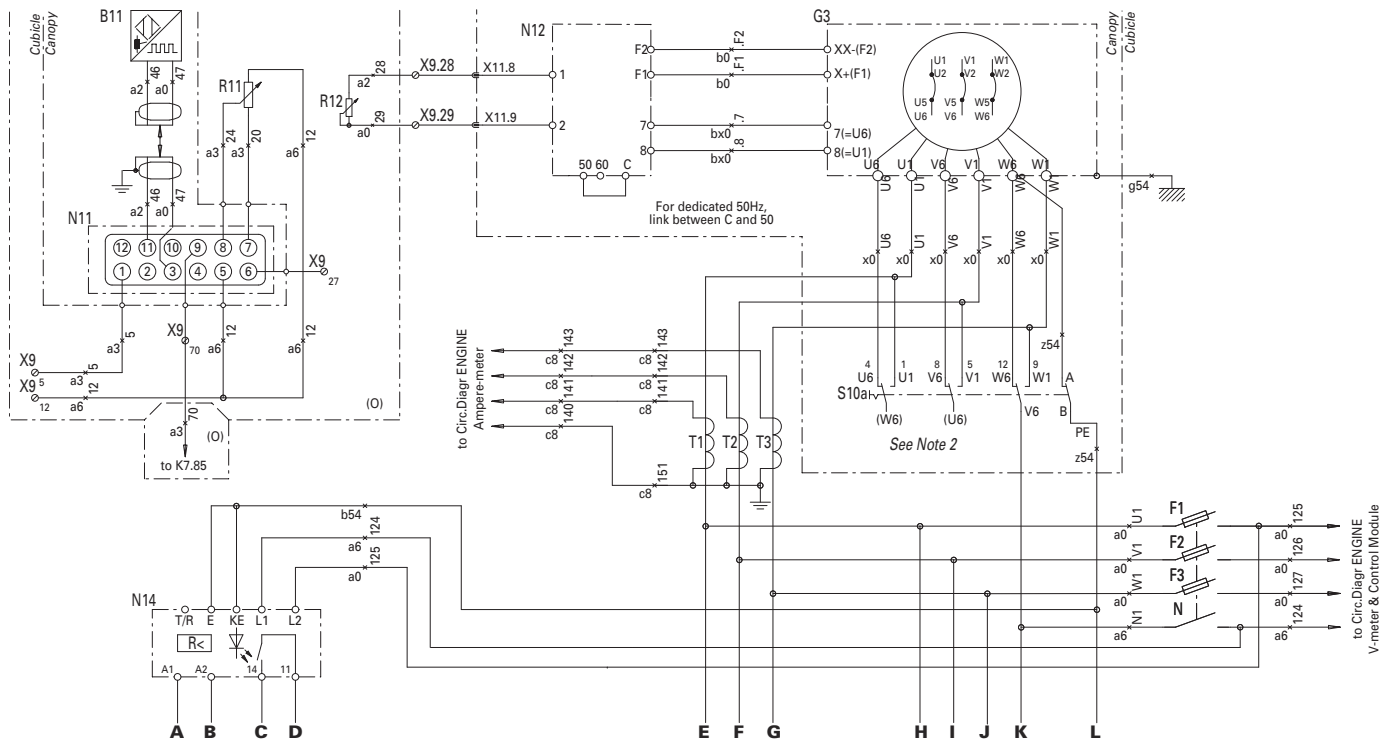 B11
N12
G3
Cubicle
Canopy
Canopy
Cubicle
46
47
a2
a0
R11
24
20
a3
a3
12
a6
R12
28
a2
29
a0
X9.28
X11.8
X9.29
X11.9
1
2
F2
F1
7
8
50 60 C
b0 .F2
b0 .F1
bx0 .7
bx0 .8
XX-(F2)
X+(F1)
7(=U6)
8(=U1)
U1
U2
V1
V2
W1
W2
U5
U6
V5
V6
W5
W6
U6 U1 V6 V1 W6 W1
U6 U1 V6 V1 W6 W1
g54
For dedicated 50Hz,
link between C and 50
46
47
a2
a0
N11
12 11 10 9 8 7
1 2 3 4 5 6
X9
27
U6 U1 V6 V1 W6 W1
x0 x0 x0 x0 x0 x0
5
a3
X9
70
12
a6
12
a6
X9
5
a3
5
X9
12
a6
12
(O)
70
a3
(O)
to K7.85
to Circ.Diagr ENGINE
Ampere-meter
c8 143
c8 143
c8 142
c8 142
c8 141
c8 141
c8 140
c8 140
c8 151
T1 T2 T3
z54
4 1 8 5 12 9
U6 U1 V6 V1 W6 W1 A
S10a
(W6) (U6) V6 B
PE
See Note 2
z54
b54
a6 124
a0 125
N14
T/R E KE L1 L2
R<
A1 A2 14 11
a0 U1 F1 a0 125
a0 V1 F2 a0 126
a0 W1 F3 a0 127
a6 N1 N a6 124
to Circ.Diagr ENGINE
V-meter & Control Module
A B C D E F G H I J K L